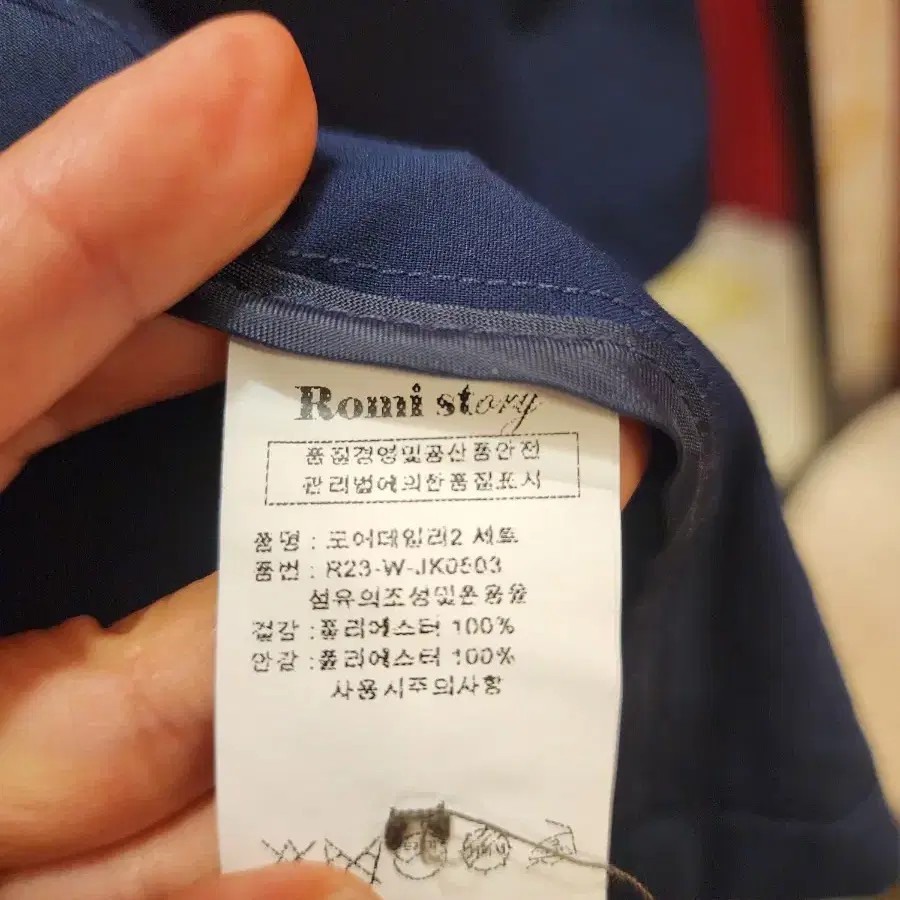 Romi story
품질경영및공산품안전
관리법에의한품질표시
품명 : 모어데일리2 세트
품번 : R23-W-JK0503
섬유의조성및혼용율
겉감 : 폴리에스터 100%
안감 : 폴리에스터 100%
사용시주의사항